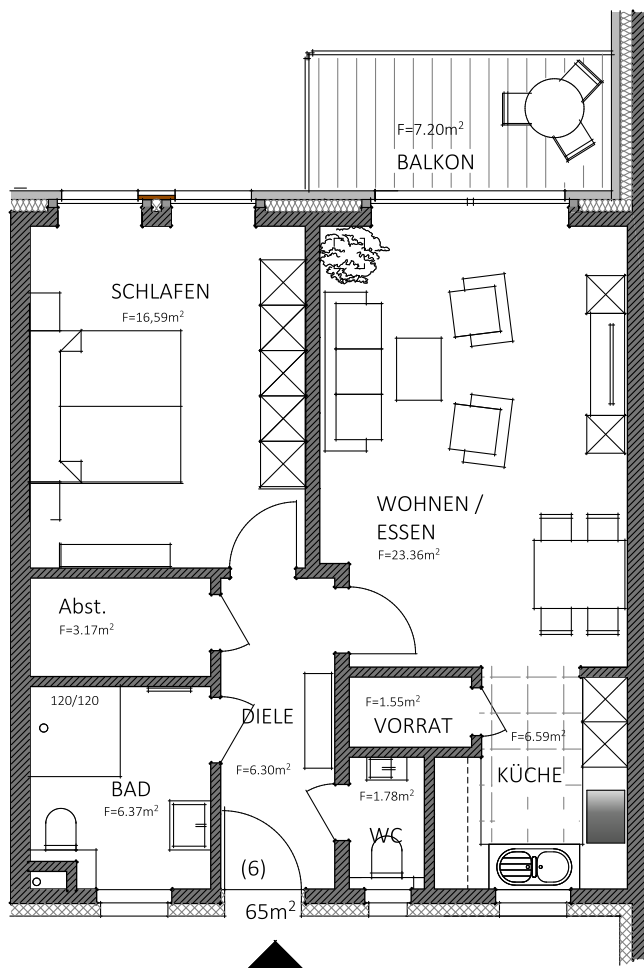 F=7.20m²
BALKON
SCHLAFEN
F=16,59m²
WOHNEN /
ESSEN
F=23.36m²
Abst.
F=3.17m²
120/120
DIELE
F=6.30m²
F=1.55m²
VORRAT
F=6.59m²
KÜCHE
BAD
F=6.37m²
F=1.78m²
WC
(6)
65m²